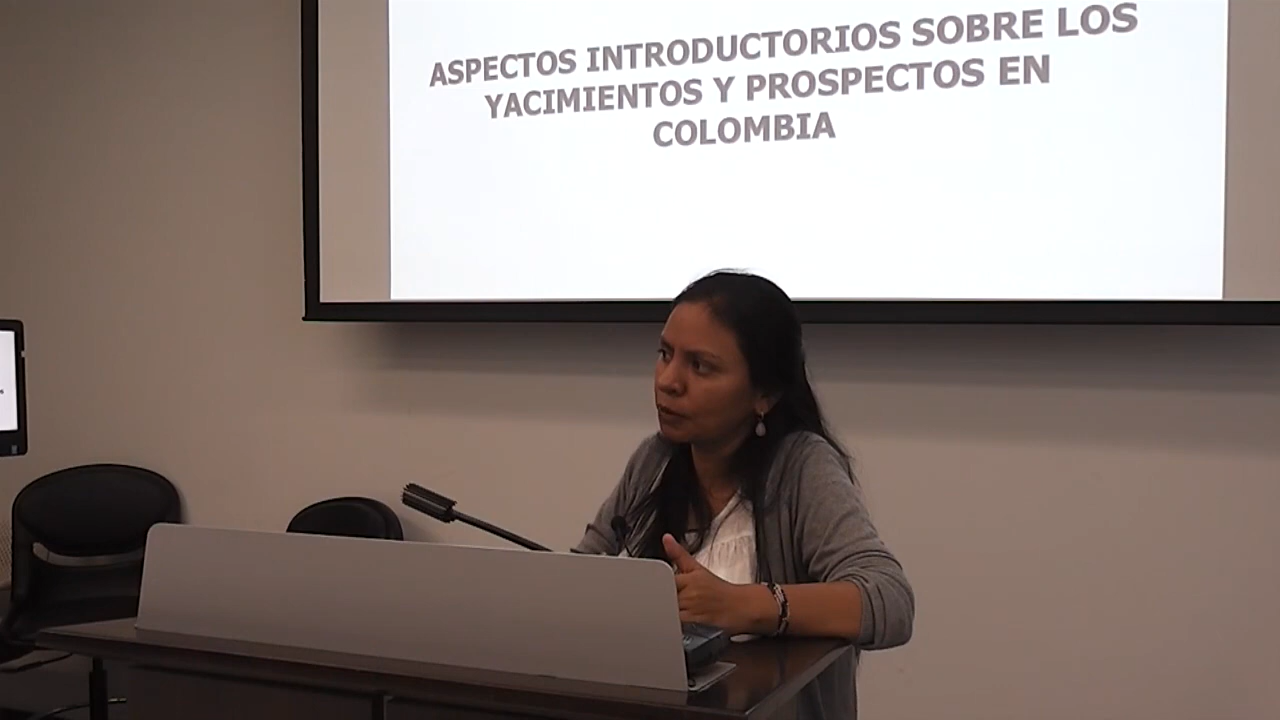 ASPECTOS INTRODUCTORIOS SOBRE LOS
YACIMIENTOS Y PROSPECTOS EN
COLOMBIA